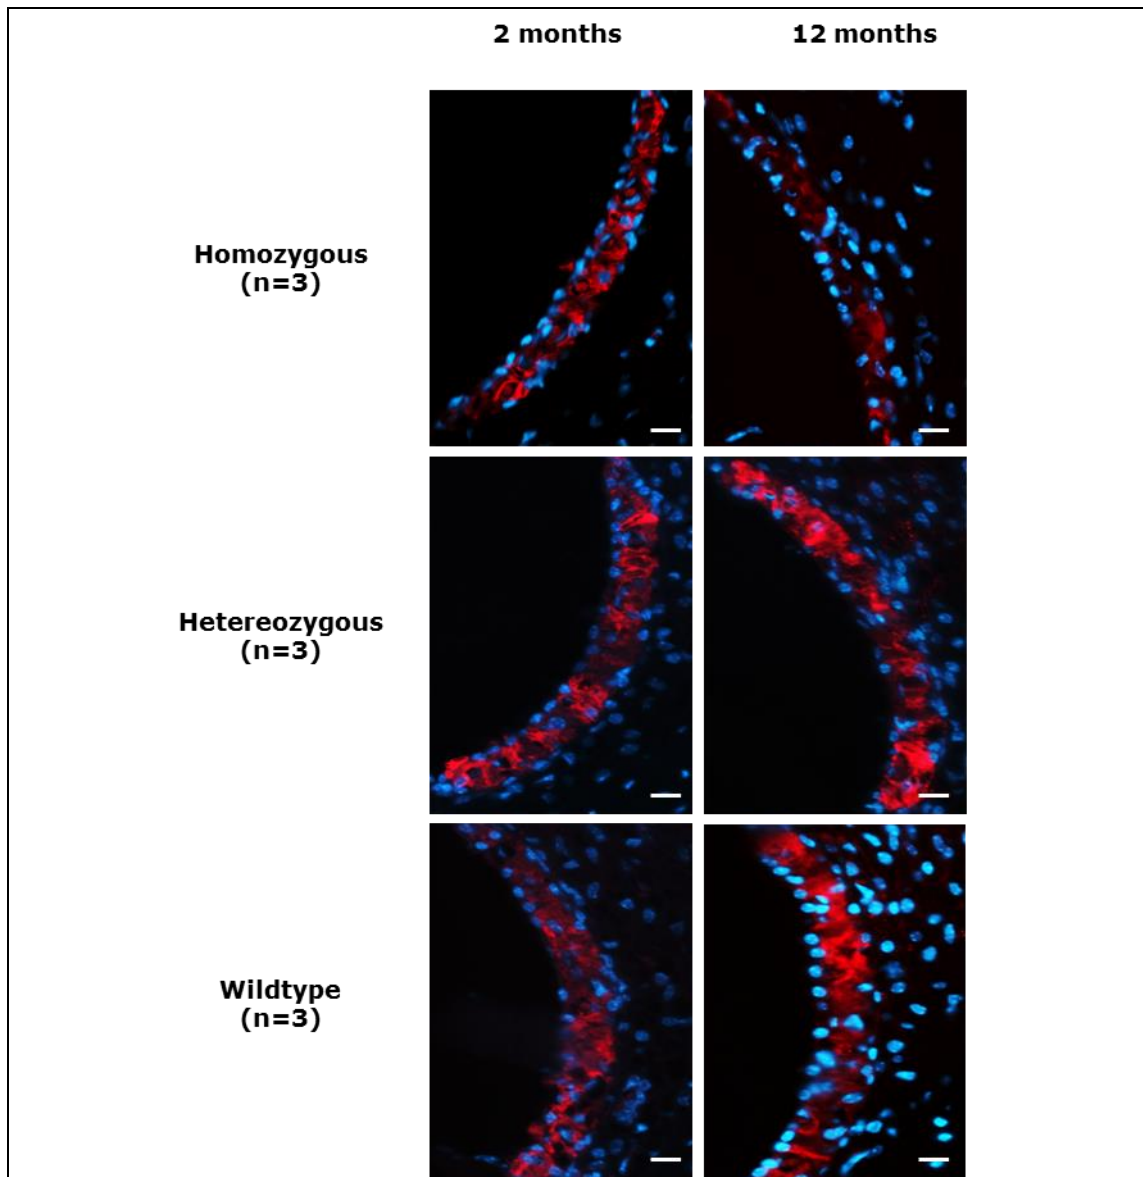 2 months
12 months
Homozygous
(n=3)
Hetereozygous
(n=3)
Wildtype
(n=3)